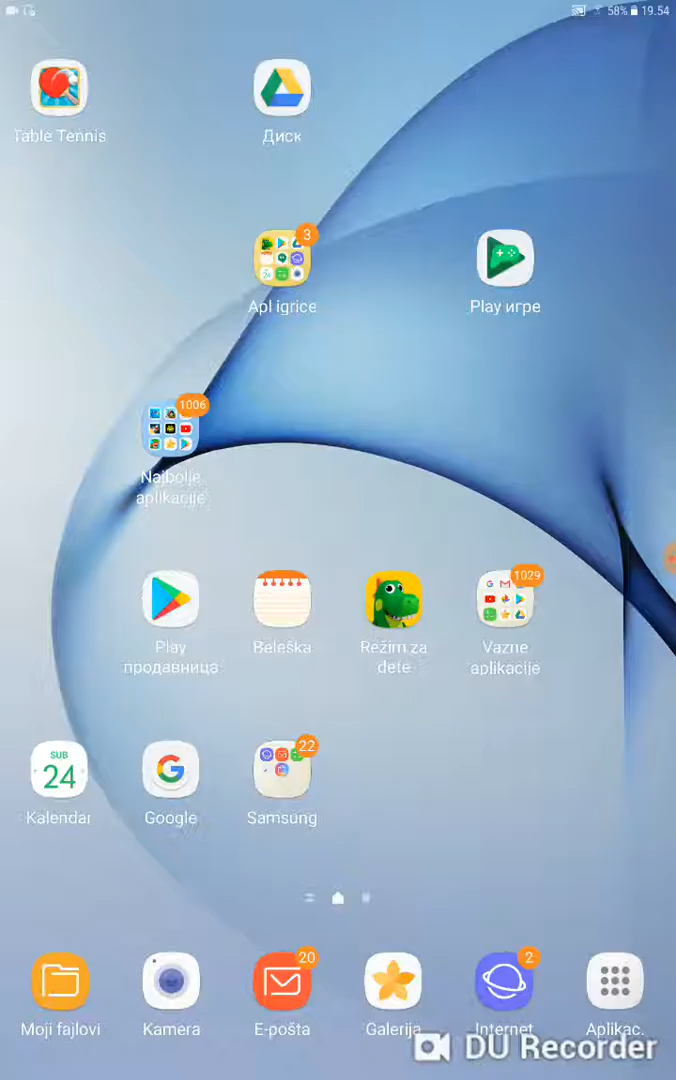 58% 19.54
Table Tennis
Диск
3
Apl igrice
Play игре
1006
Najbolje
aplikacije
1029
Play
продавница
Beleška
Režim za
dete
Vazne
aplikacije
SUB
24
22
Kalendar
Google
Samsung
20
2
Moji fajlovi
Kamera
E-pošta
Galerija
Internet
Aplikac.
DU Recorder